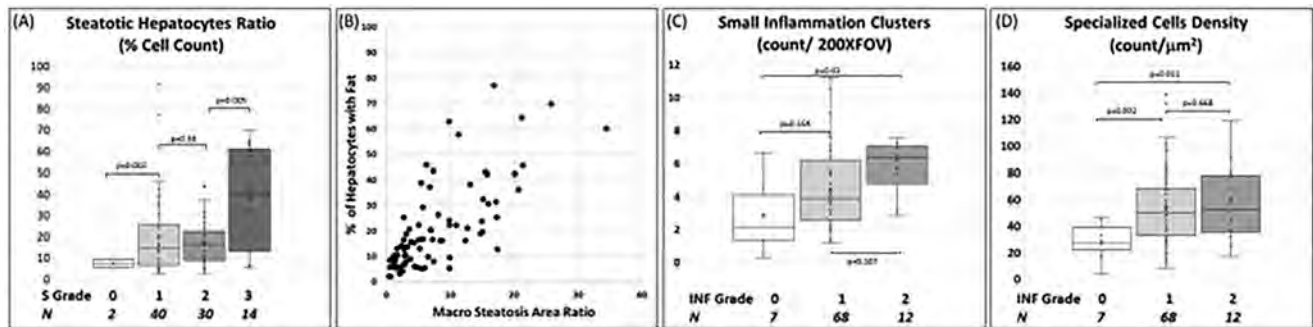 (A)
Steatotic Hepatocytes Ratio
(% Cell Count)
100
90
80
70
60
50
40
30
20
10
0
p=0.005
S Grade 0 1 2 3
N 2 40 30 14
(B)
% of Hepatocytes with Fat
100
90
80
70
60
50
40
30
20
10
0
0 10 20 30 40
Macro Steatosis Area Ratio
(C)
Small Inflammation Clusters
(count/ 200XFOV)
12
10
8
6
4
2
0
INF Grade 0 1 2
N 7 68 12
(D)
Specialized Cells Density
(count/μm²)
160
140
120
100
80
60
40
20
0
p=0.002
p=0.668
INF Grade 0 1 2
N 7 68 12